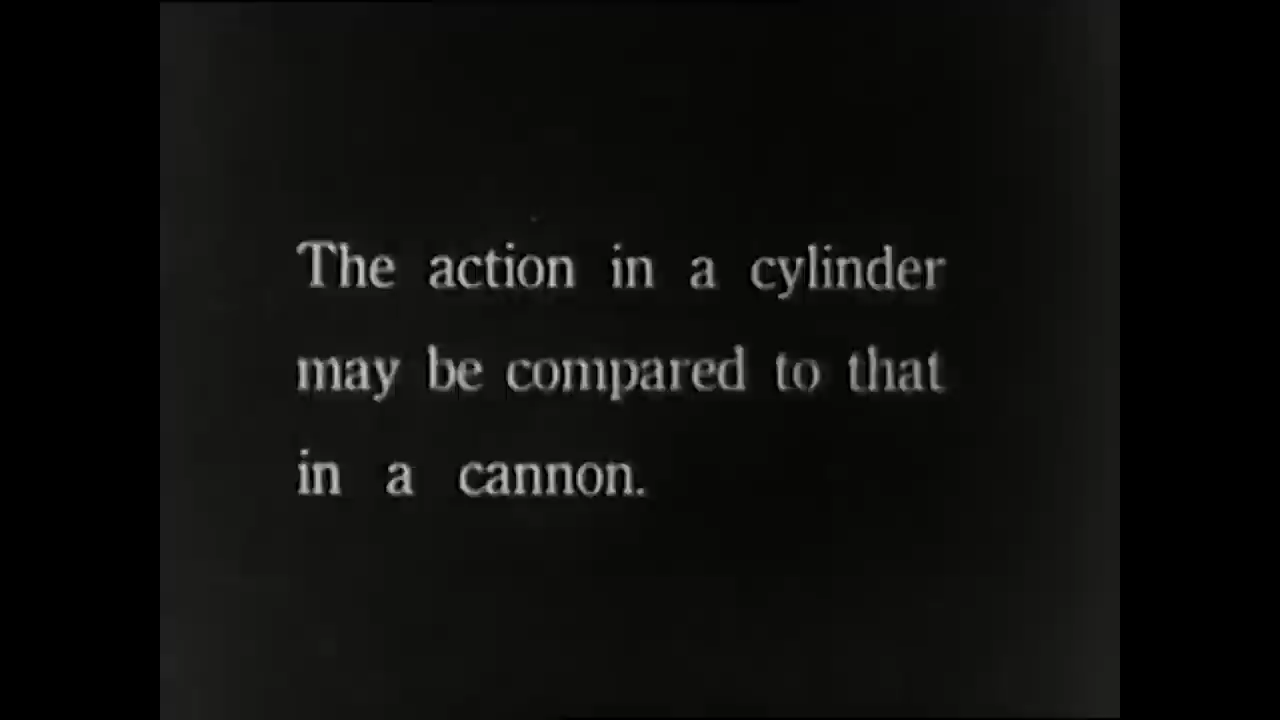 The action in a cylinder
may be compared to that
in a cannon.